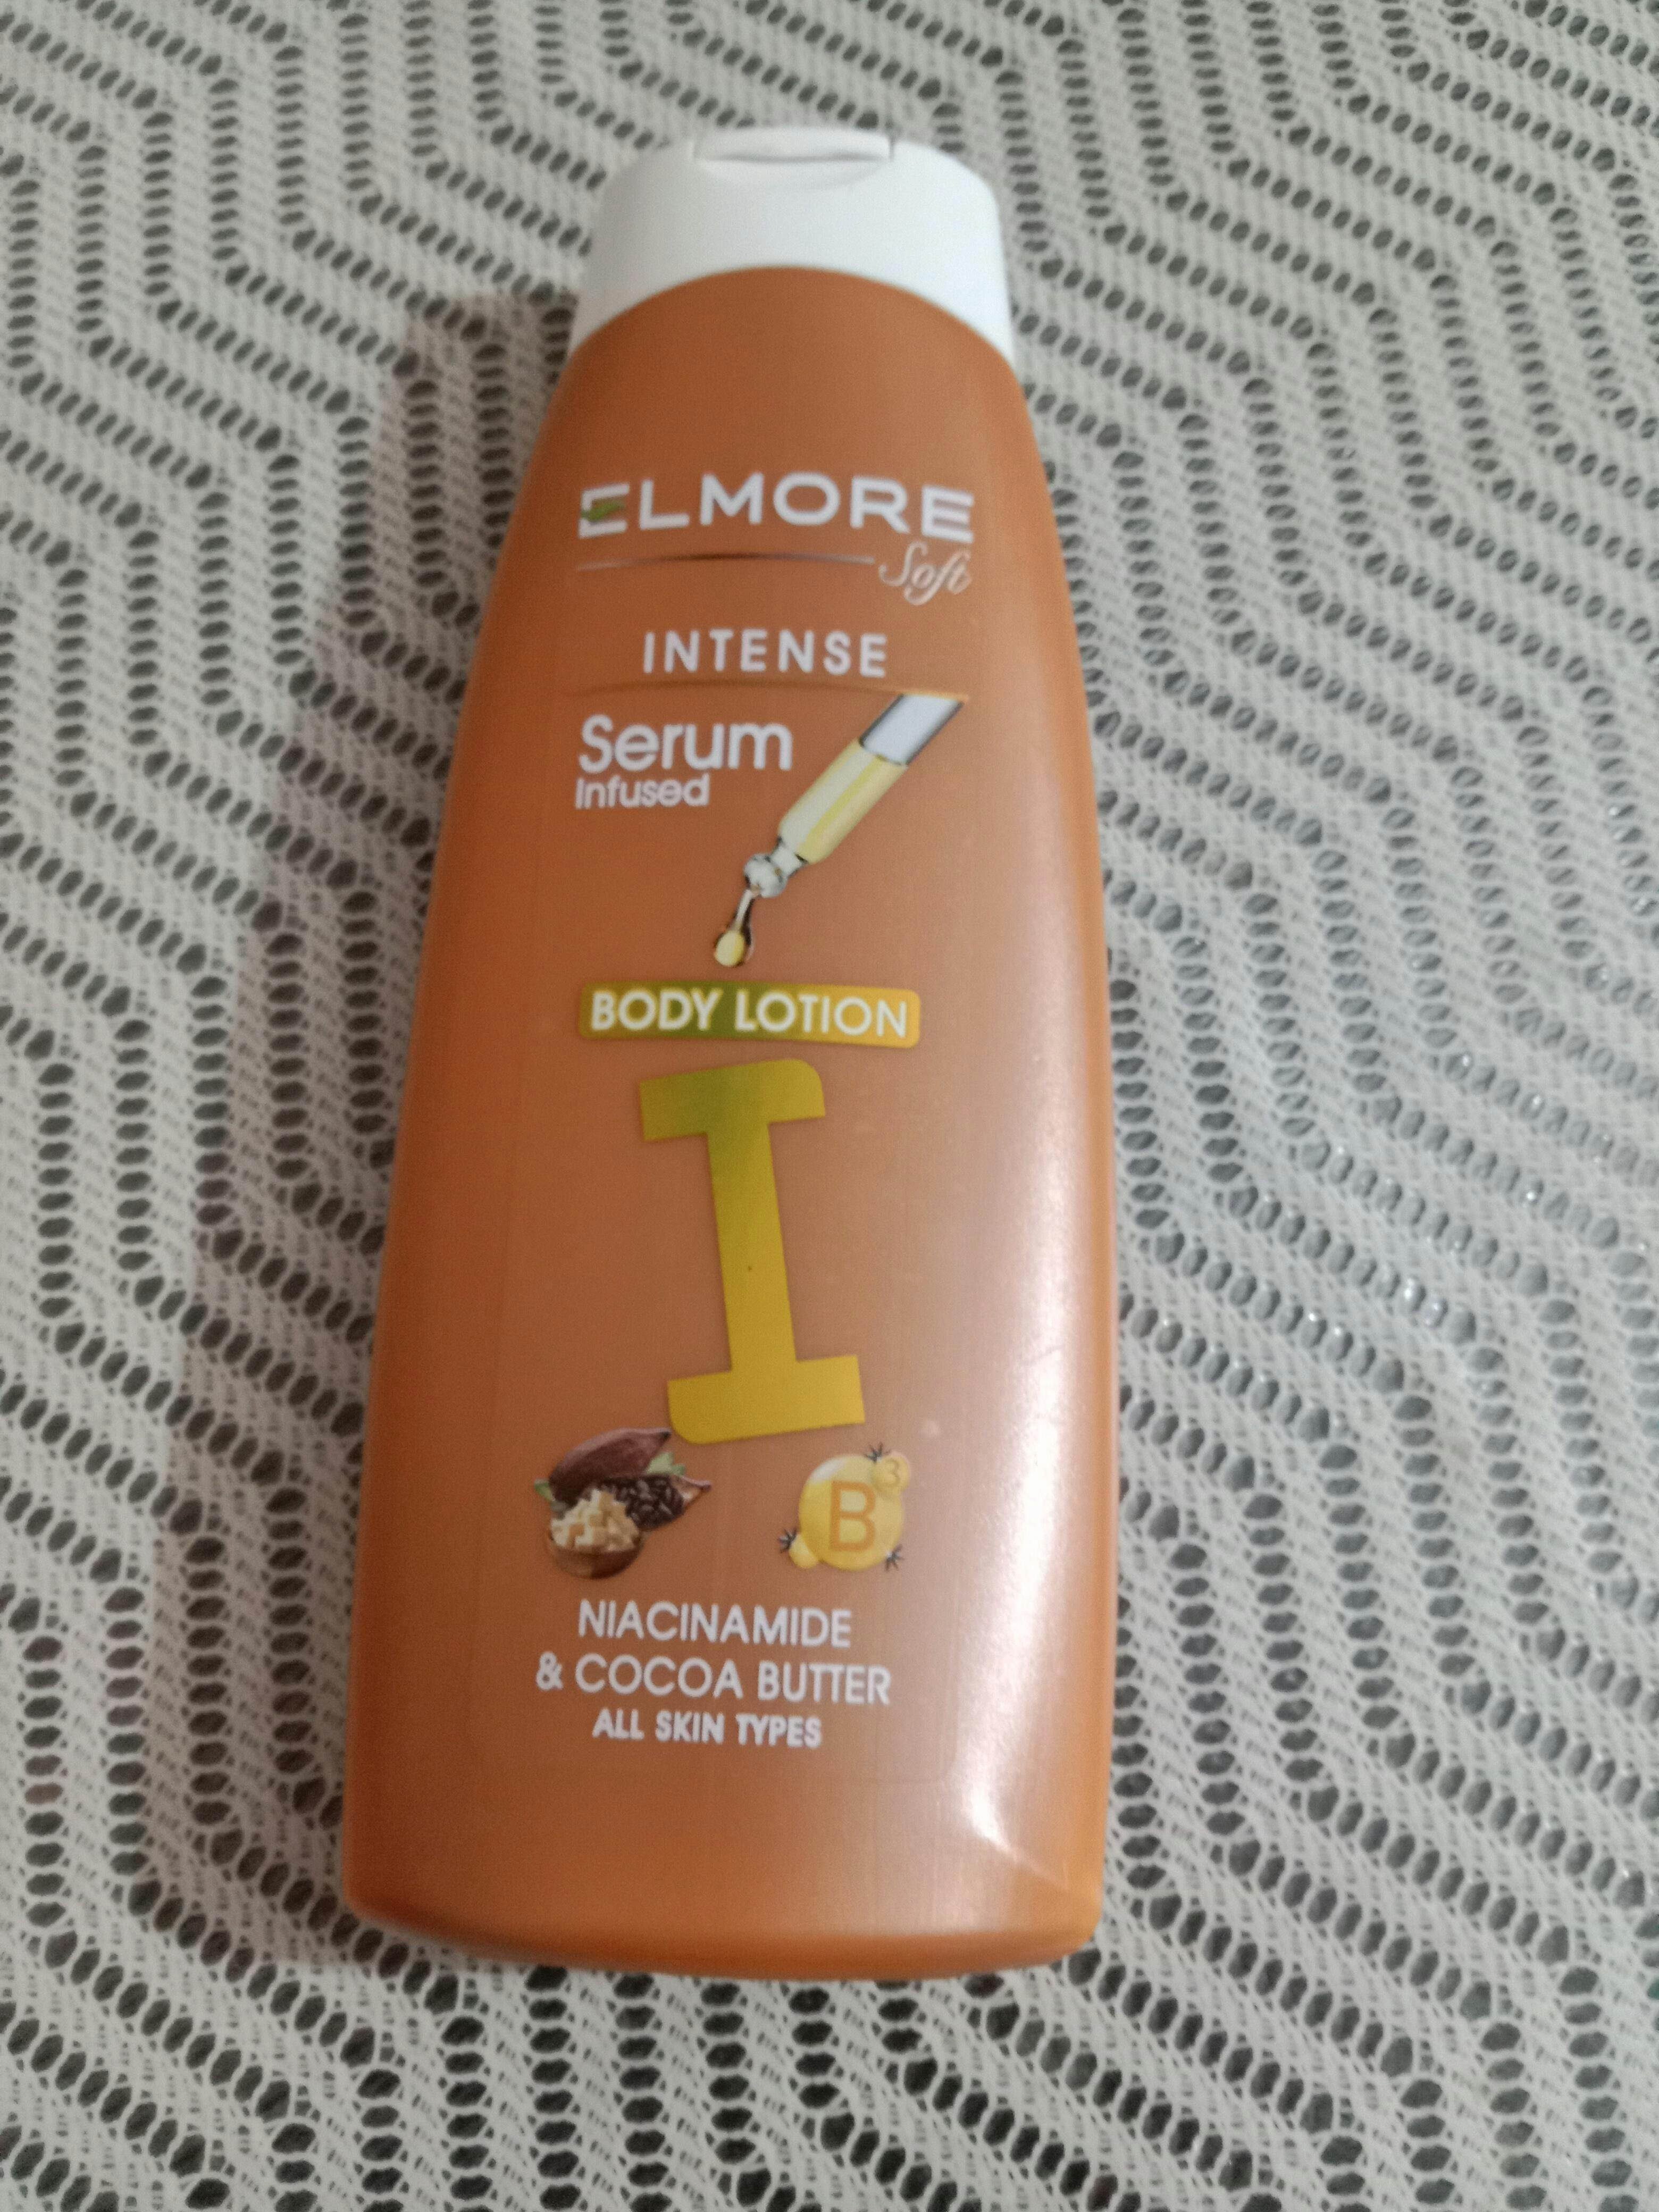 ELMORE
Soft
INTENSE
Serum
Infused
BODY LOTION
I
B3
NIACINAMIDE
& COCOA BUTTER
ALL SKIN TYPES